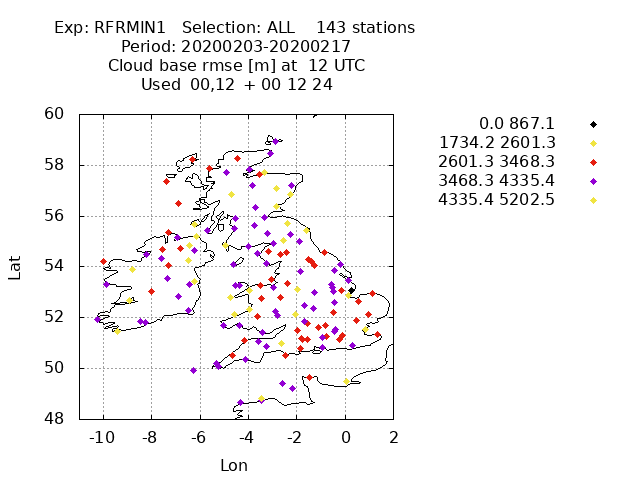 Exp: RFRMIN1 Selection: ALL 143 stations
Period: 20200203-20200217
Cloud base rmse [m] at 12 UTC
Used 00,12 + 00 12 24
0.0 867.1
1734.2 2601.3
2601.3 3468.3
3468.3 4335.4
4335.4 5202.5
60
58
56
54
52
50
48
Lat
-10 -8 -6 -4 -2 0 2
Lon